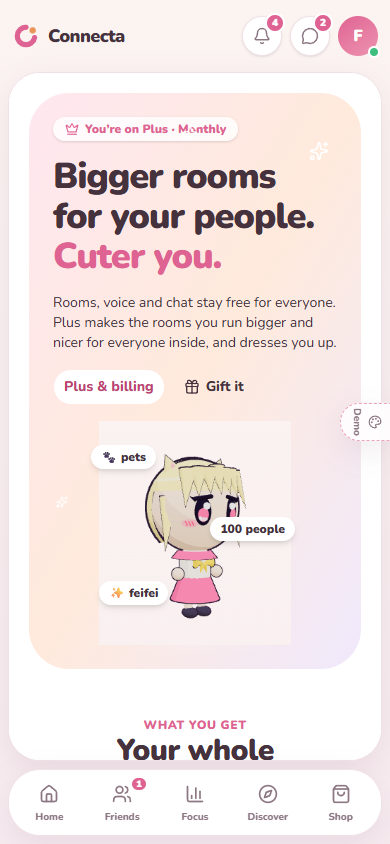 Connecta
4
2
F
You're on Plus · Monthly
Bigger rooms
for your people.
Cuter you.
Rooms, voice and chat stay free for everyone.
Plus makes the rooms you run bigger and
nicer for everyone inside, and dresses you up.
Plus & billing
Gift it
Demo
pets
100 people
feifei
WHAT YOU GET
Your whole
1
Home
Friends
Focus
Discover
Shop